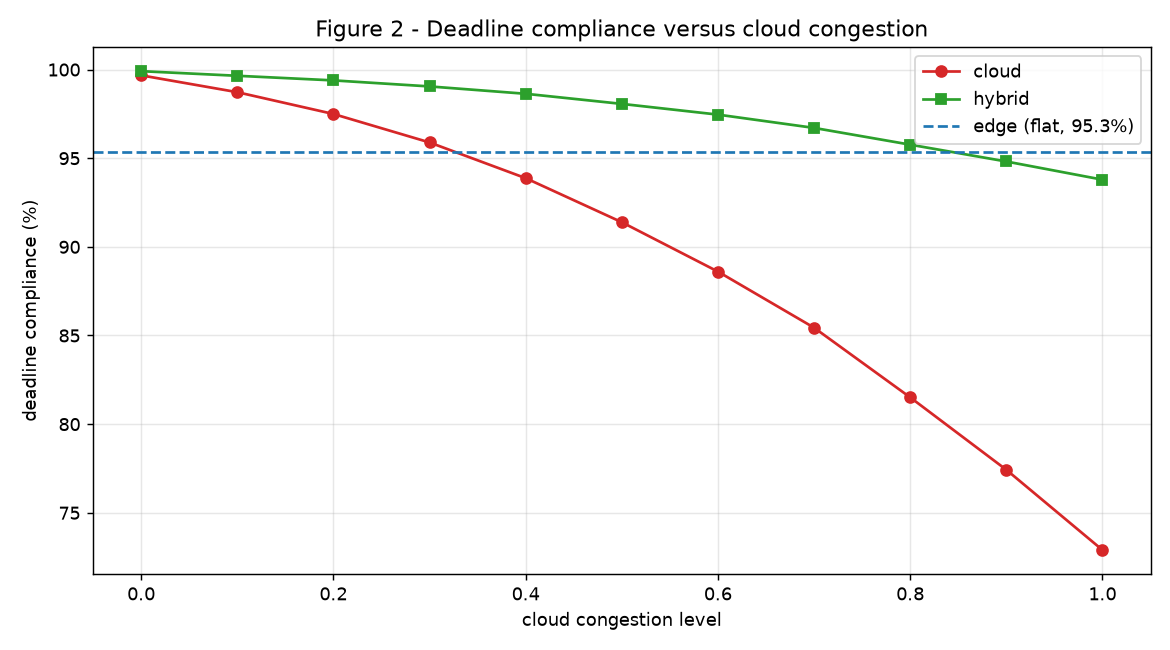 Figure 2 - Deadline compliance versus cloud congestion
cloud
hybrid
edge (flat, 95.3%)
deadline compliance (%)
100
95
90
85
80
75
0.0 0.2 0.4 0.6 0.8 1.0
cloud congestion level